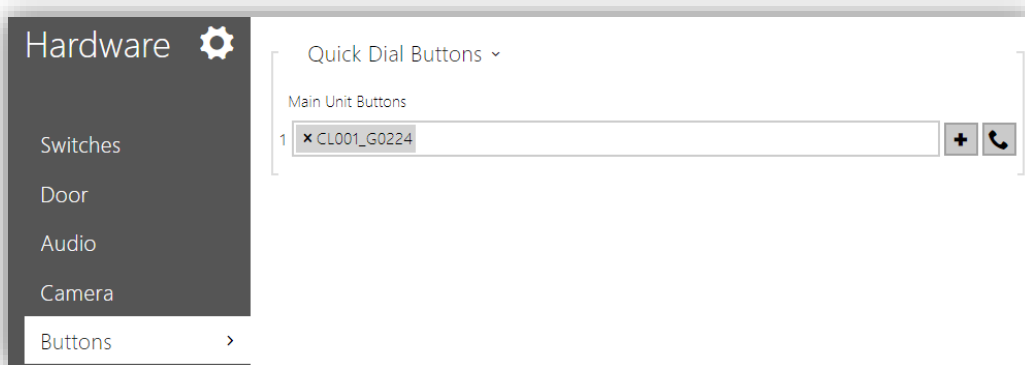 Hardware
Switches
Door
Audio
Camera
Buttons
Quick Dial Buttons
Main Unit Buttons
1 × CL001_G0224